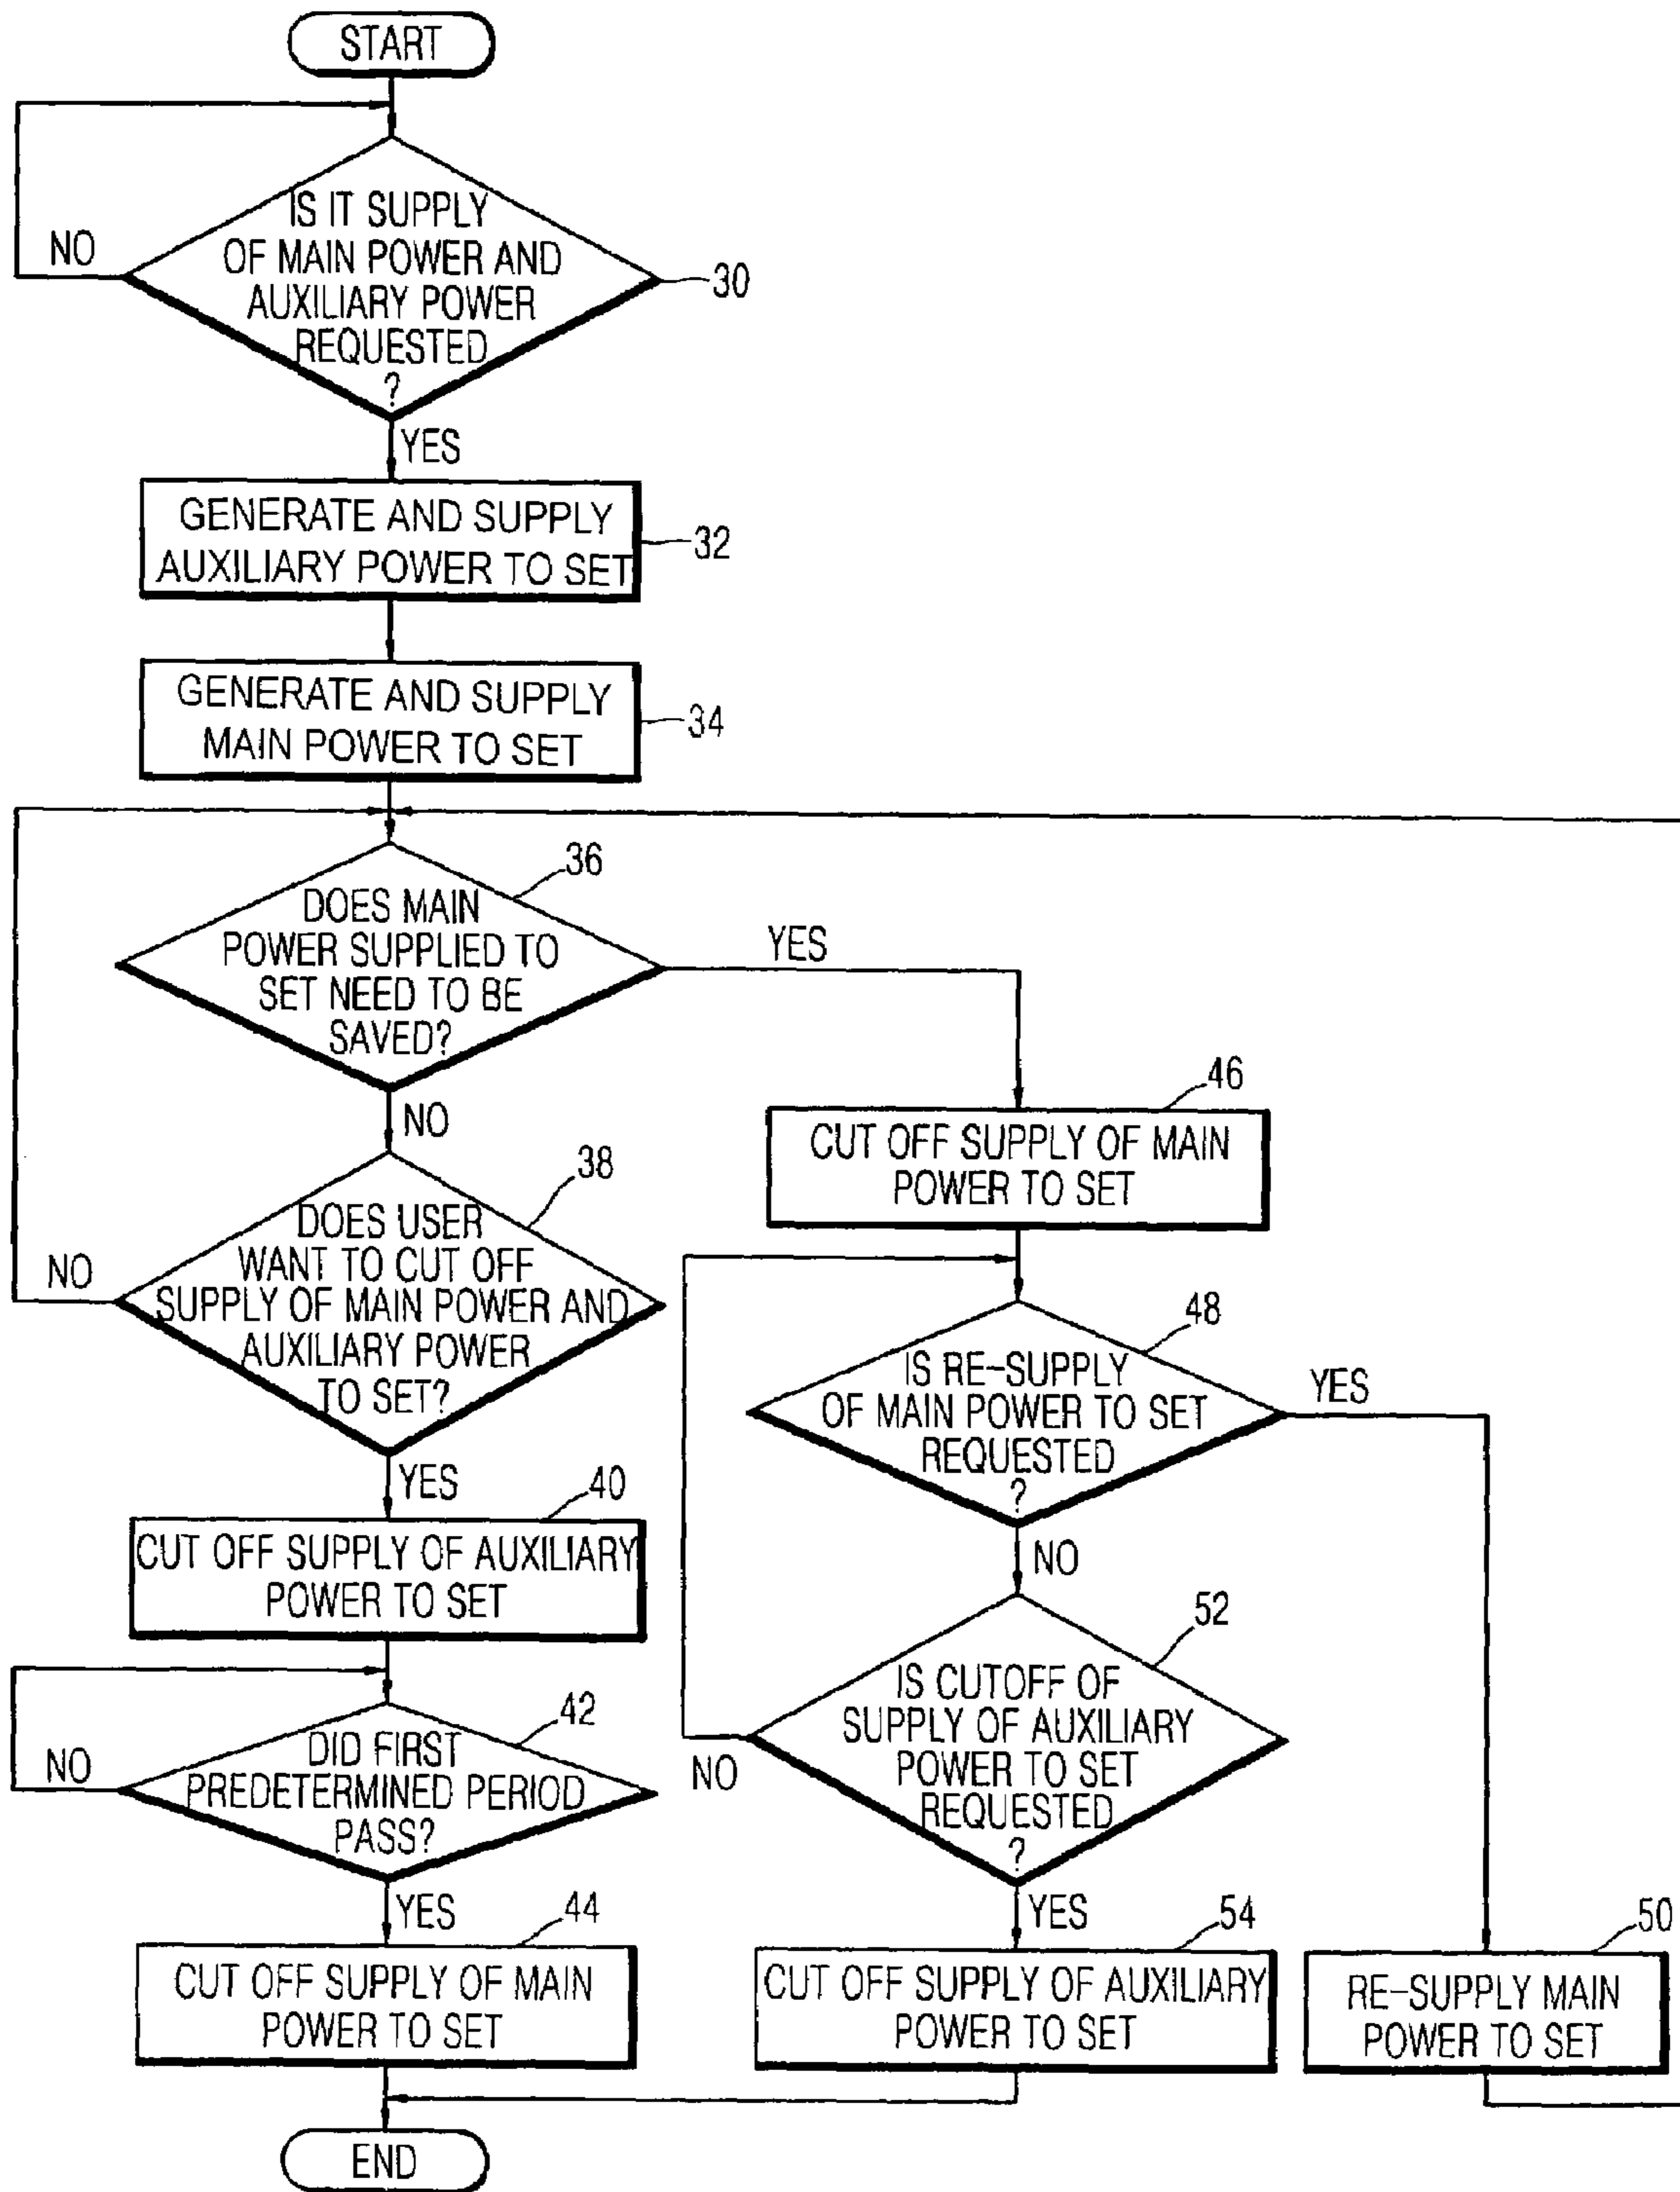 START
IS IT SUPPLY
OF MAIN POWER AND
AUXILIARY POWER
REQUESTED
?
NO
30
YES
GENERATE AND SUPPLY
AUXILIARY POWER TO SET
32
GENERATE AND SUPPLY
MAIN POWER TO SET
34
36
DOES MAIN
POWER SUPPLIED TO
SET NEED TO BE
SAVED?
YES
NO
38
DOES USER
WANT TO CUT OFF
SUPPLY OF MAIN POWER AND
AUXILIARY POWER
TO SET?
NO
YES
40
CUT OFF SUPPLY OF AUXILIARY
POWER TO SET
42
DID FIRST
PREDETERMINED PERIOD
PASS?
NO
YES
44
CUT OFF SUPPLY OF MAIN
POWER TO SET
46
CUT OFF SUPPLY OF MAIN
POWER TO SET
48
IS RE-SUPPLY
OF MAIN POWER TO SET
REQUESTED
?
YES
NO
52
IS CUTOFF OF
SUPPLY OF AUXILIARY
POWER TO SET
REQUESTED
?
NO
YES
54
CUT OFF SUPPLY OF AUXILIARY
POWER TO SET
50
RE-SUPPLY MAIN
POWER TO SET
END